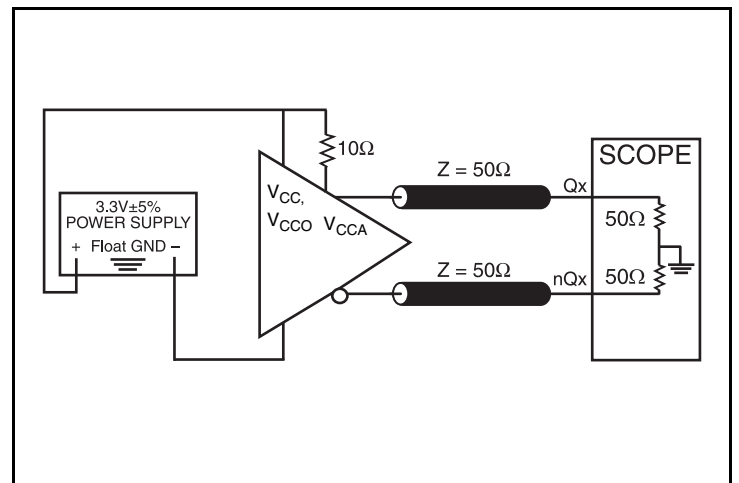 3.3V±5%
POWER SUPPLY
+ Float GND −
10Ω
VCC,
VCCO VCCA
Z = 50Ω
Qx
Z = 50Ω
nQx
SCOPE
50Ω
50Ω